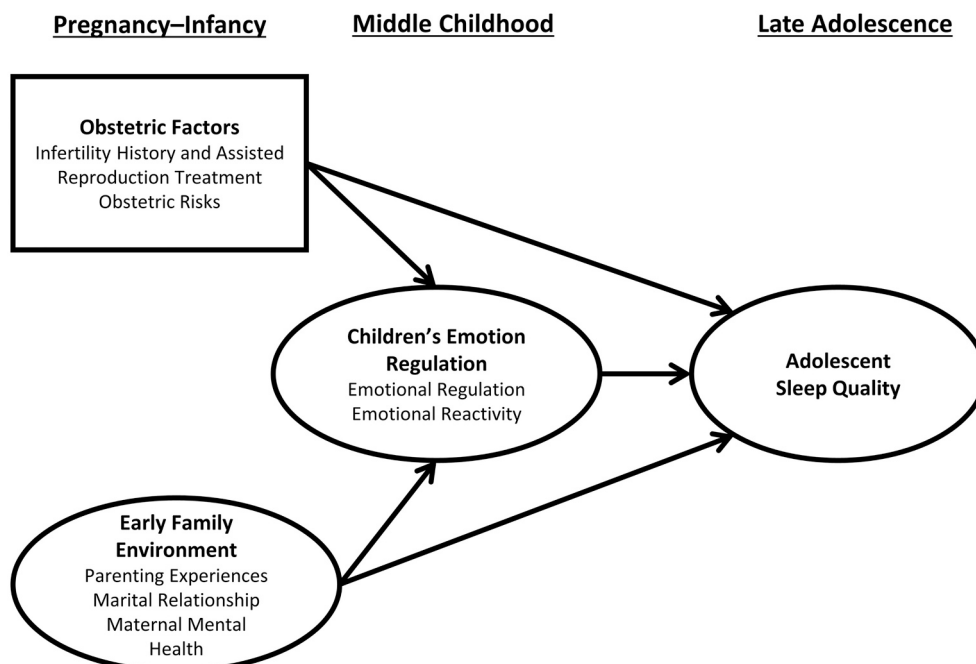 Pregnancy–Infancy
Middle Childhood
Late Adolescence
Obstetric Factors
Infertility History and Assisted
Reproduction Treatment
Obstetric Risks
Children’s Emotion
Regulation
Emotional Regulation
Emotional Reactivity
Adolescent
Sleep Quality
Early Family
Environment
Parenting Experiences
Marital Relationship
Maternal Mental
Health